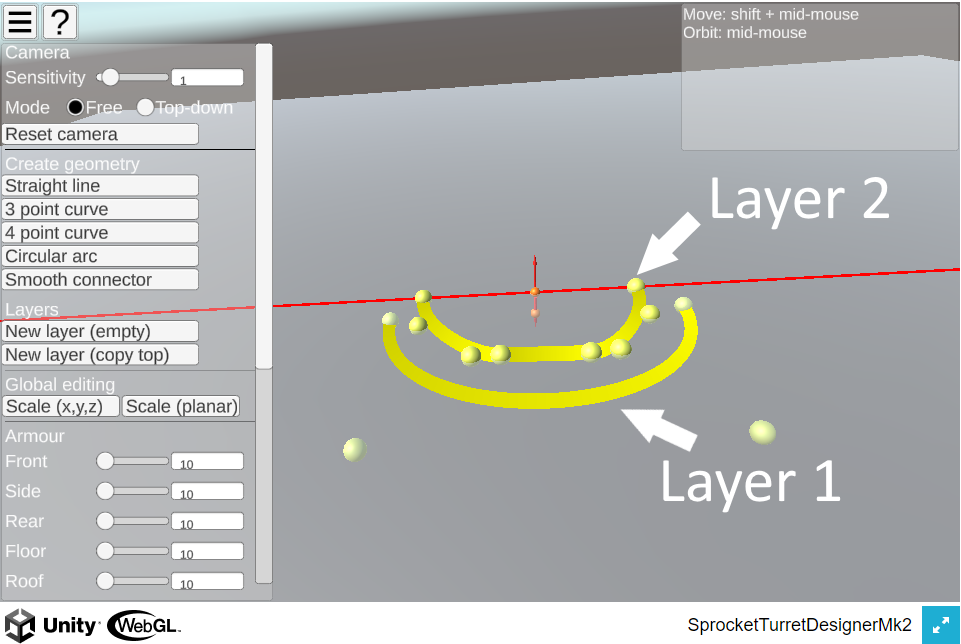 ?
Move: shift + mid-mouse
Orbit: mid-mouse
Camera
Sensitivity 1
Mode Free Top-down
Reset camera
Create geometry
Straight line
3 point curve
4 point curve
Circular arc
Smooth connector
Layers
New layer (empty)
New layer (copy top)
Global editing
Scale (x,y,z) Scale (planar)
Armour
Front 10
Side 10
Rear 10
Floor 10
Roof 10
Layer 2
Layer 1
Unity WebGL
SprocketTurretDesignerMk2